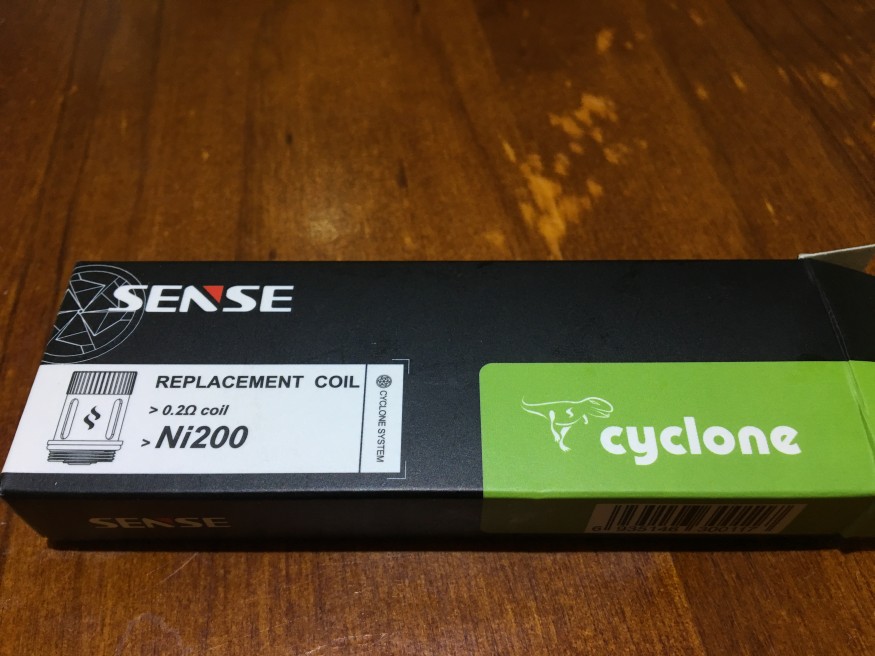 SENSE
REPLACEMENT COIL
> 0.2Ω coil
> Ni200
CYCLONE SYSTEM
cyclone
SENSE